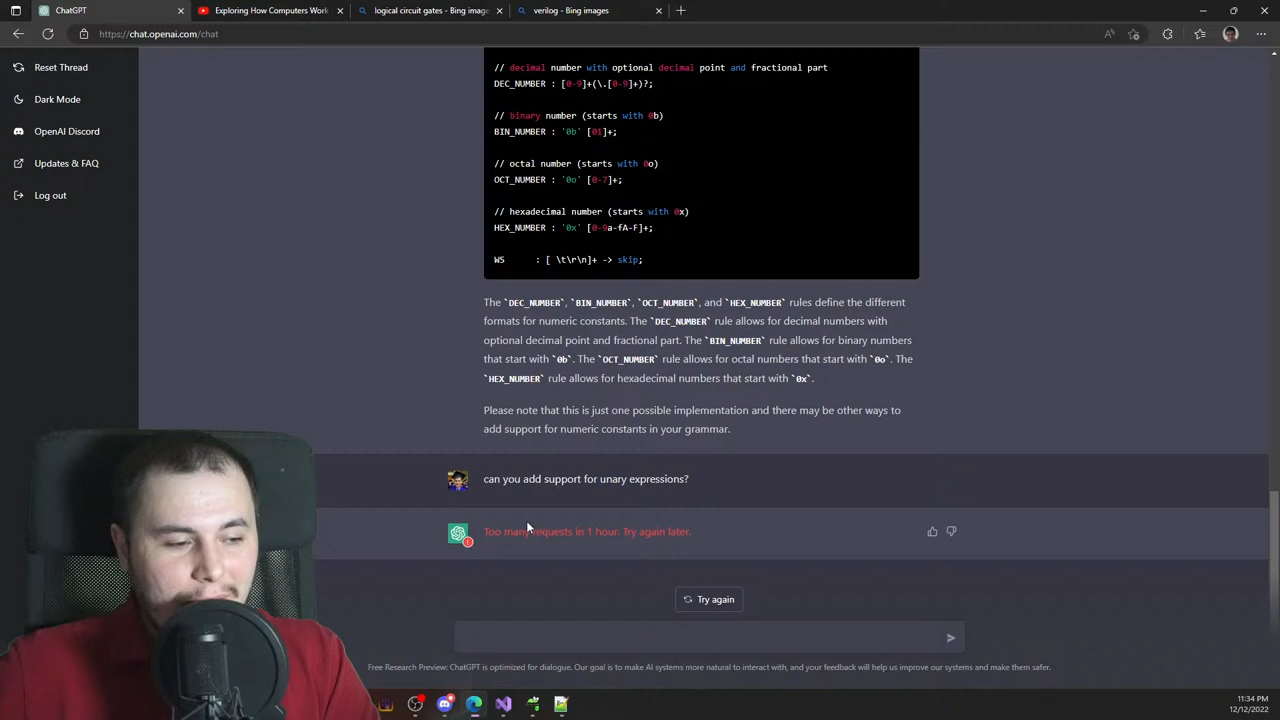 ChatGPT
Exploring How Computers Work
logical circuit gates - Bing images
verilog - Bing images
https://chat.openai.com/chat
Reset Thread
Dark Mode
OpenAI Discord
Updates & FAQ
Log out
// decimal number with optional decimal point and fractional part
DEC_NUMBER : [0-9]+(\.[0-9]+)?;
// binary number (starts with 0b)
BIN_NUMBER : '0b' [01]+;
// octal number (starts with 0o)
OCT_NUMBER : '0o' [0-7]+;
// hexadecimal number (starts with 0x)
HEX_NUMBER : '0x' [0-9a-fA-F]+;
WS : [ \t\r\n]+ -> skip;
The `DEC_NUMBER`, `BIN_NUMBER`, `OCT_NUMBER`, and `HEX_NUMBER` rules define the different
formats for numeric constants. The `DEC_NUMBER` rule allows for decimal numbers with
optional decimal point and fractional part. The `BIN_NUMBER` rule allows for binary numbers
that start with `0b`. The `OCT_NUMBER` rule allows for octal numbers that start with `0o`. The
`HEX_NUMBER` rule allows for hexadecimal numbers that start with `0x`.
Please note that this is just one possible implementation and there may be other ways to
add support for numeric constants in your grammar.
can you add support for unary expressions?
Too many requests in 1 hour. Try again later.
Try again
Free Research Preview: ChatGPT is optimized for dialogue. Our goal is to make AI systems more natural to interact with, and your feedback will help us improve our systems and make them safer.
11:34 PM
12/12/2022